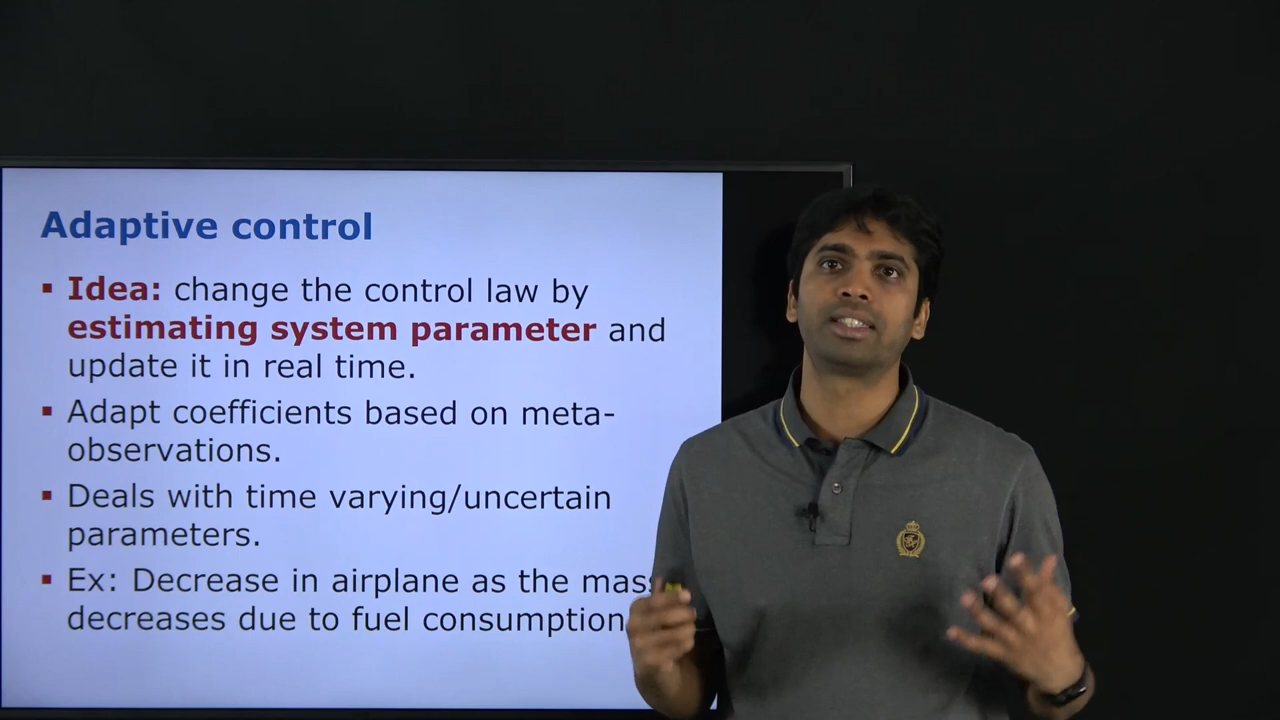 Adaptive control
▪ Idea: change the control law by
estimating system parameter and
update it in real time.
▪ Adapt coefficients based on meta-
observations.
▪ Deals with time varying/uncertain
parameters.
▪ Ex: Decrease in airplane as the mass
decreases due to fuel consumption